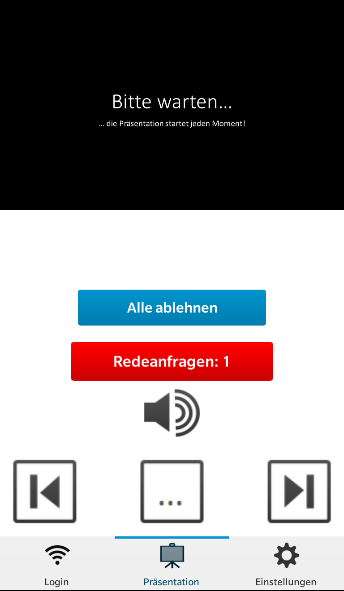 Bitte warten...
... die Präsentation startet jeden Moment!
Alle ablehnen
Redeanfragen: 1
...
Login
Präsentation
Einstellungen